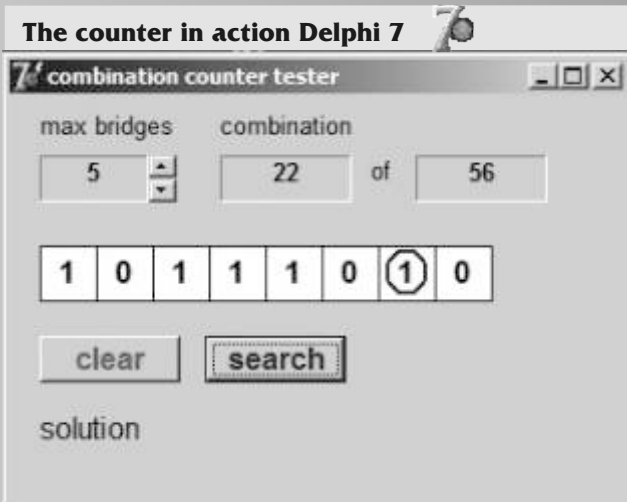 The counter in action Delphi 7
combination counter tester
max bridges combination
5 22 of 56
1 0 1 1 1 0 1 0
clear search
solution